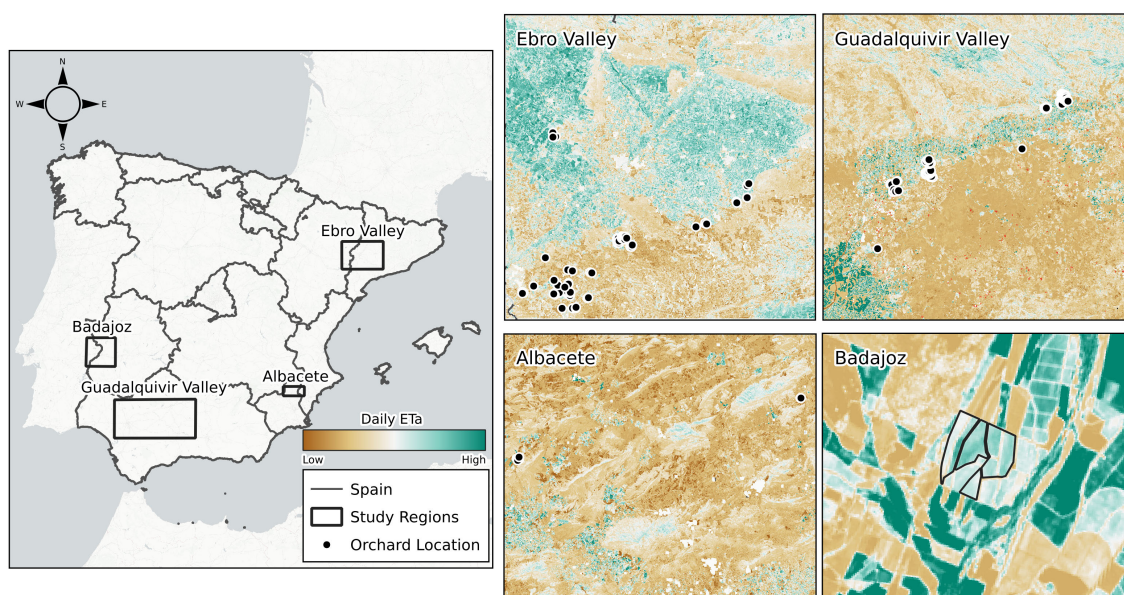 N
W
E
S
Ebro Valley
Badajoz
Guadalquivir Valley
Albacete
Daily ETa
Low
High
Spain
Study Regions
Orchard Location
Ebro Valley
Guadalquivir Valley
Albacete
Badajoz